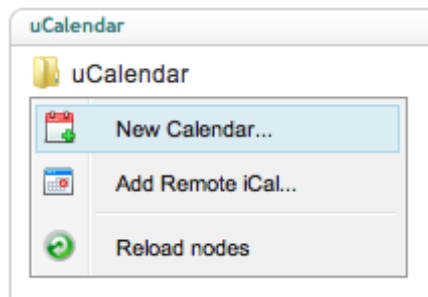 uCalendar
uCalendar
New Calendar...
Add Remote iCal...
Reload nodes